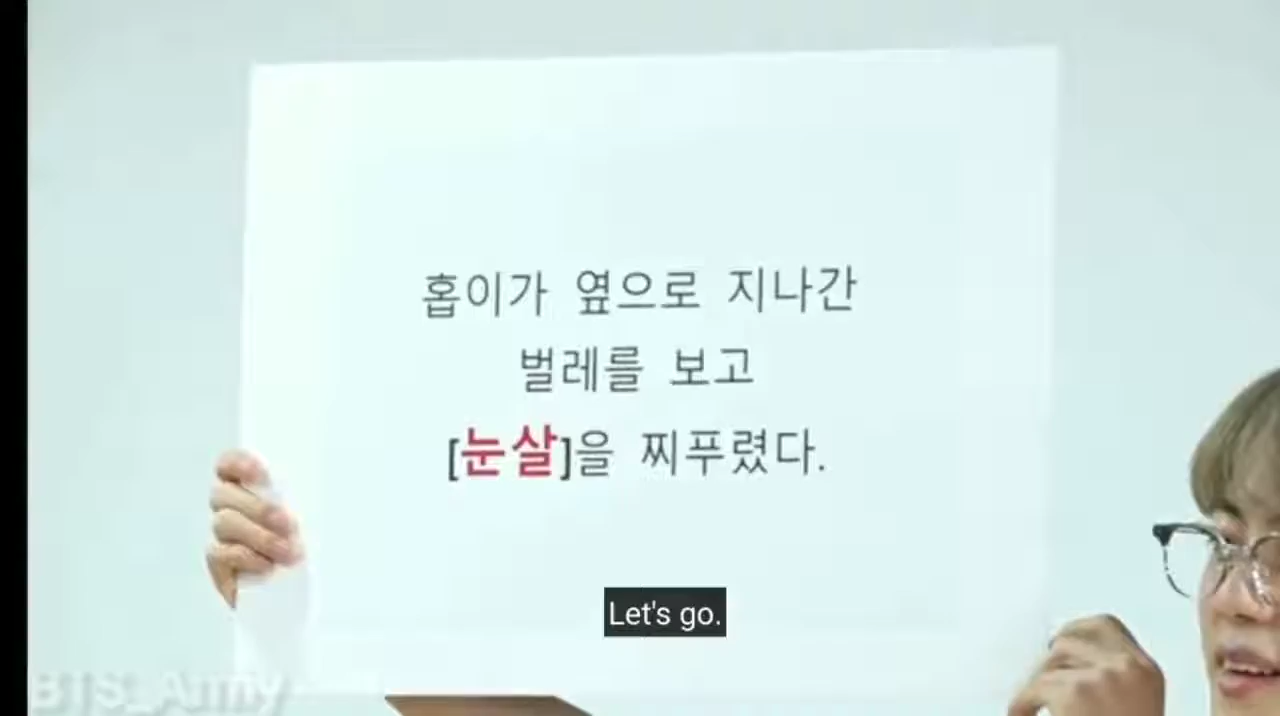 홉이가 옆으로 지나간
벌레를 보고
[눈살]을 찌푸렸다.
Let's go.
BTS_Army